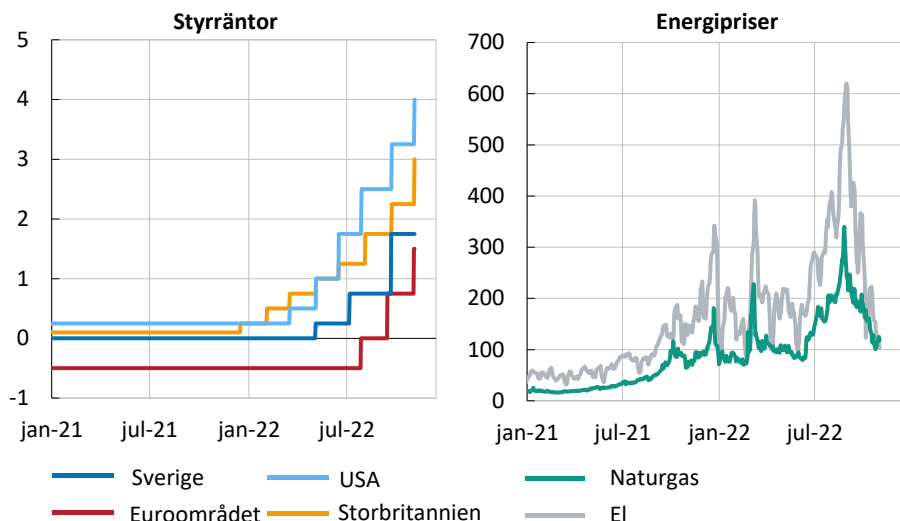 Styrräntor
5
4
3
2
1
0
-1
jan-21 jul-21 jan-22 jul-22
Sverige USA
Euroområdet Storbritannien
Energipriser
700
600
500
400
300
200
100
0
jan-21 jul-21 jan-22 jul-22
Naturgas
El